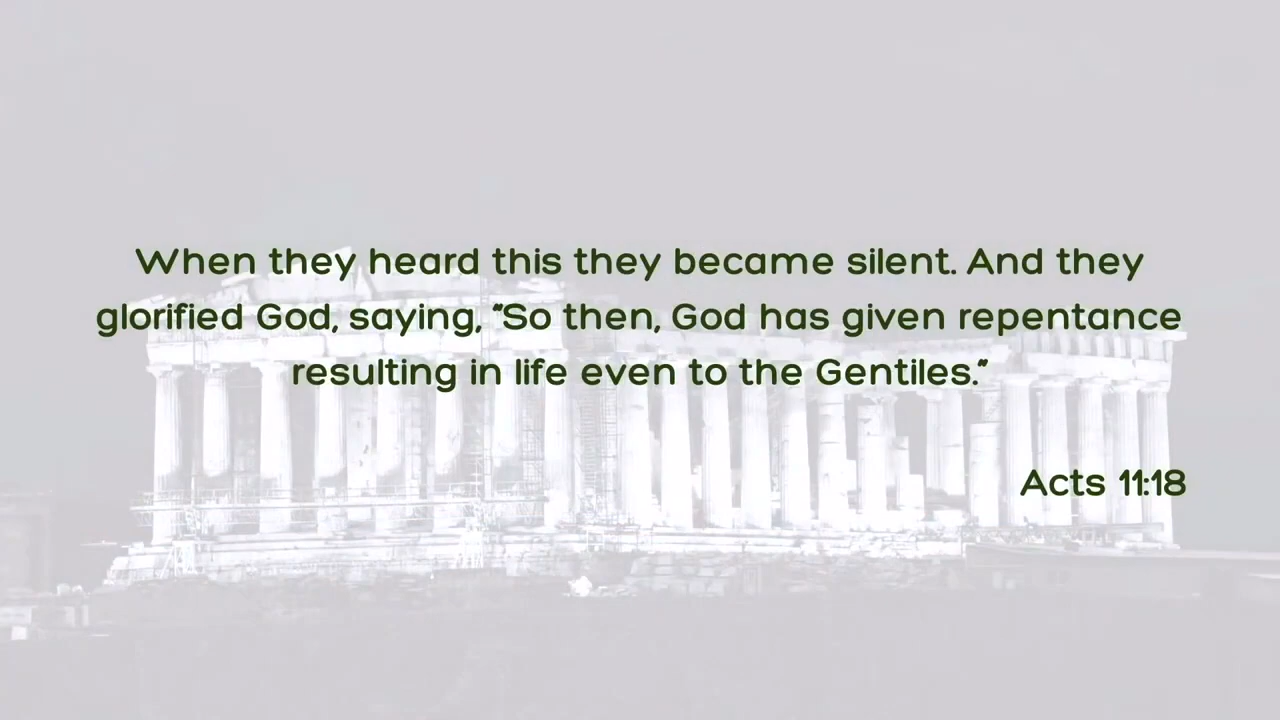 When they heard this they became silent. And they
glorified God, saying, “So then, God has given repentance
resulting in life even to the Gentiles.”
Acts 11:18